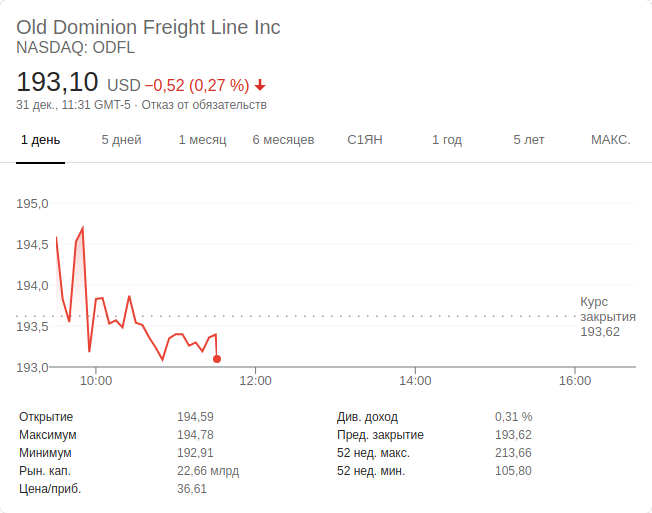 Old Dominion Freight Line Inc
NASDAQ: ODFL
193,10 USD −0,52 (0,27 %)
31 дек., 11:31 GMT-5 · Отказ от обязательств
1 день 5 дней 1 месяц 6 месяцев С1ЯН 1 год 5 лет МАКС.
195,0
194,5
194,0
Курс
закрытия
193,62
193,5
193,0
10:00 12:00 14:00 16:00
Открытие 194,59 Див. доход 0,31 %
Максимум 194,78 Пред. закрытие 193,62
Минимум 192,91 52 нед. макс. 213,66
Рын. кап. 22,66 млрд 52 нед. мин. 105,80
Цена/приб. 36,61